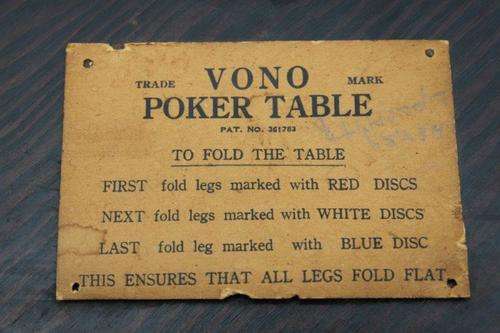 TRADE VONO MARK
POKER TABLE
PAT. NO. 361763
TO FOLD THE TABLE
FIRST fold legs marked with RED DISCS
NEXT fold legs marked with WHITE DISCS
LAST fold leg marked with BLUE DISC
THIS ENSURES THAT ALL LEGS FOLD FLAT